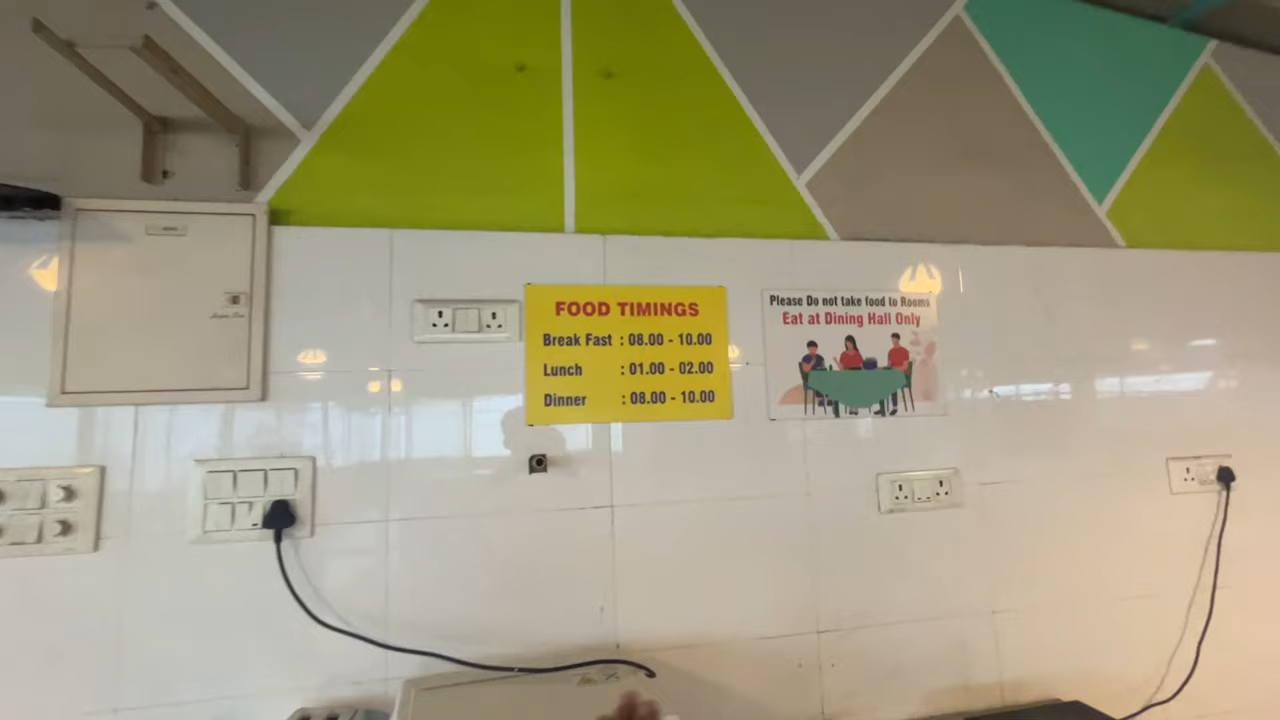 FOOD TIMINGS
Break Fast : 08.00 - 10.00
Lunch : 01.00 - 02.00
Dinner : 08.00 - 10.00
Please Do not take food to Rooms
Eat at Dining Hall Only